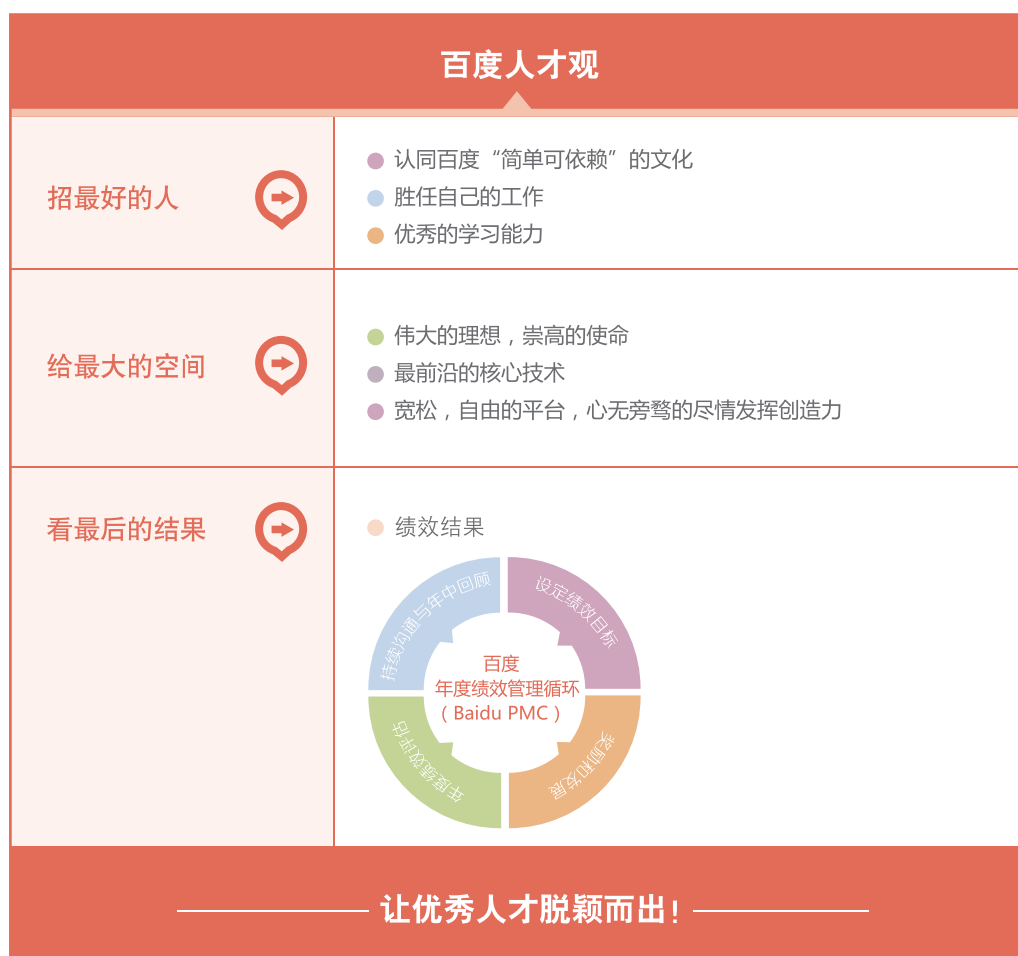 百度人才观
招最好的人
认同百度“简单可依赖”的文化
胜任自己的工作
优秀的学习能力
给最大的空间
伟大的理想，崇高的使命
最前沿的核心技术
宽松，自由的平台，心无旁骛的尽情发挥创造力
看最后的结果
绩效结果
持续沟通与年中回顾
设定绩效目标
百度
年度绩效管理循环
（Baidu PMC）
年度绩效评估
奖励和发展
让优秀人才脱颖而出!